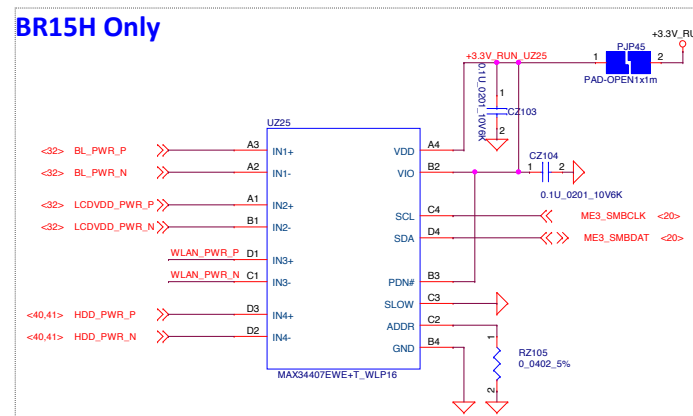 BR15H Only
+3.3V_RU
PJP45
1 2
PAD-OPEN1x1m
+3.3V_RUN_UZ25
0.1U_0201_10V6K
1
CZ103
2
UZ25
<32> BL_PWR_P A3 IN1+
<32> BL_PWR_N A2 IN1-
<32> LCDVDD_PWR_P A1 IN2+
<32> LCDVDD_PWR_N B1 IN2-
WLAN_PWR_P D1 IN3+
WLAN_PWR_N C1 IN3-
<40,41> HDD_PWR_P D3 IN4+
<40,41> HDD_PWR_N D2 IN4-
VDD A4
VIO B2
CZ104
1 2
0.1U_0201_10V6K
SCL C4 ME3_SMBCLK <20>
SDA D4 ME3_SMBDAT <20>
PDN# B3
SLOW C3
ADDR C2
GND B4
1
RZ105
0_0402_5%
2
MAX34407EWE+T_WLP16